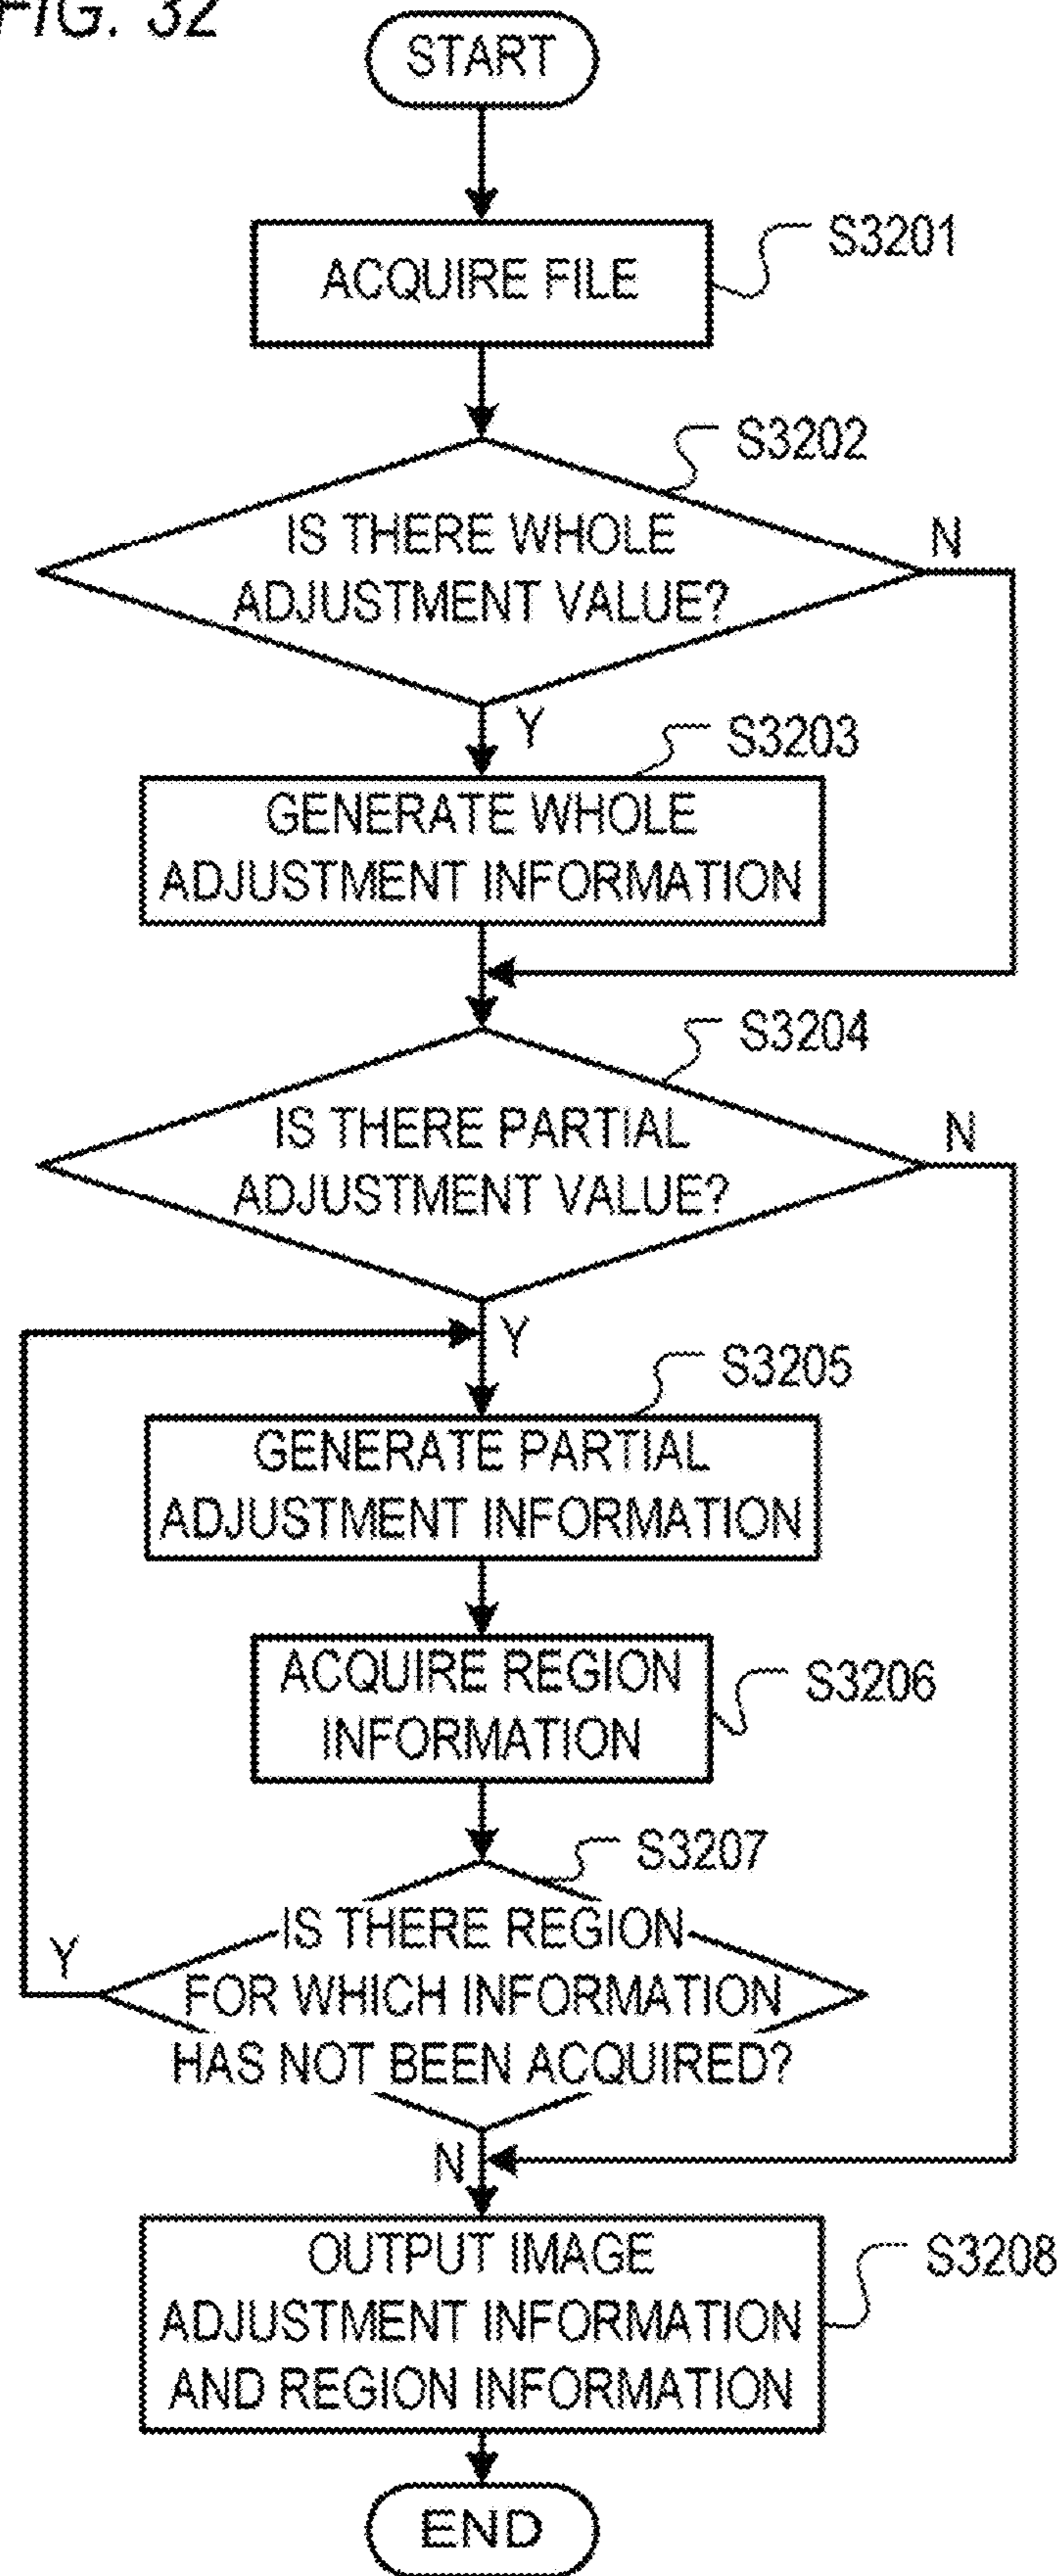 FIG. 32
START
ACQUIRE FILE
S3201
S3202
IS THERE WHOLE
ADJUSTMENT VALUE?
N
Y
S3203
GENERATE WHOLE
ADJUSTMENT INFORMATION
S3204
IS THERE PARTIAL
ADJUSTMENT VALUE?
N
Y
S3205
GENERATE PARTIAL
ADJUSTMENT INFORMATION
ACQUIRE REGION
INFORMATION
S3206
S3207
IS THERE REGION
FOR WHICH INFORMATION
HAS NOT BEEN ACQUIRED?
Y
N
OUTPUT IMAGE
ADJUSTMENT INFORMATION
AND REGION INFORMATION
S3208
END